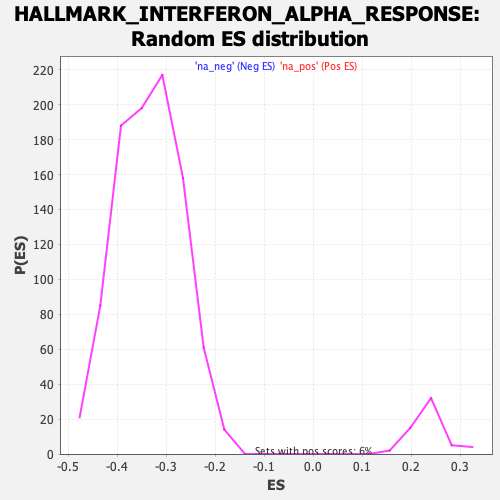 HALLMARK_INTERFERON_ALPHA_RESPONSE:
Random ES distribution
'na_neg' (Neg ES) 'na_pos' (Pos ES)
220
200
180
160
140
120
100
80
60
40
20
0
P(ES)
Sets with pos scores: 6%
-0.5 -0.4 -0.3 -0.2 -0.1 0.0 0.1 0.2 0.3
ES